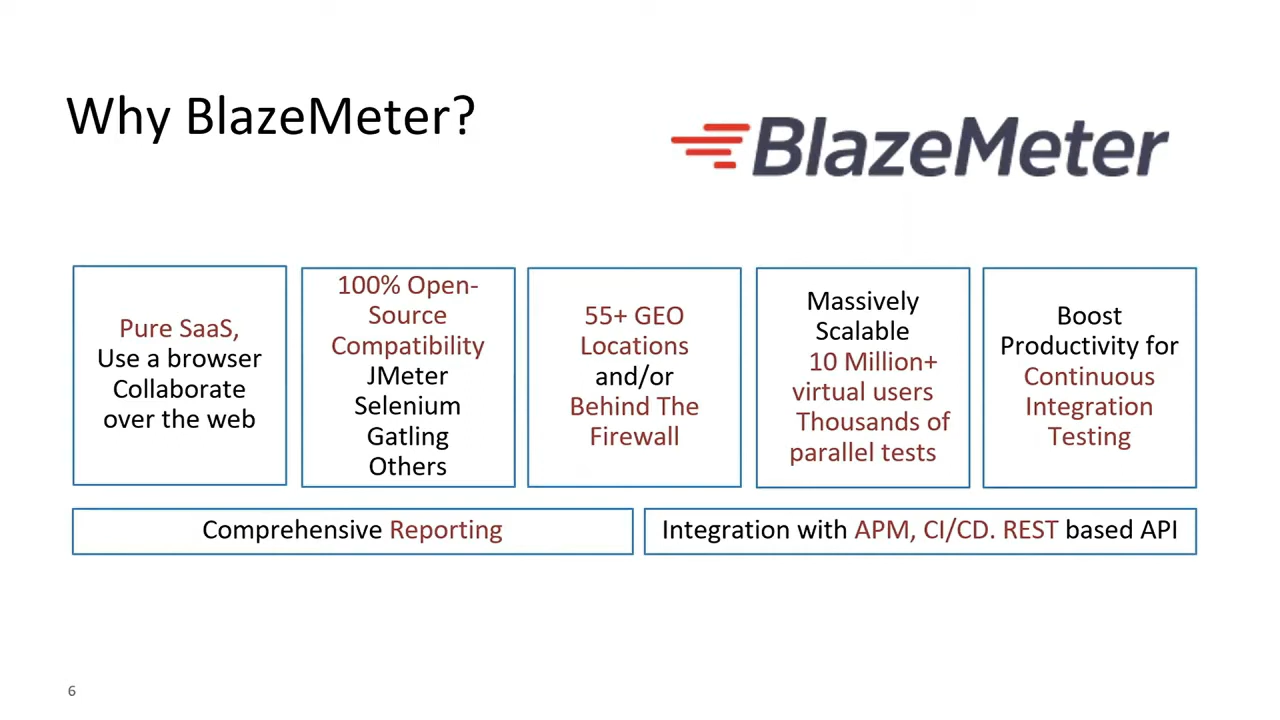 Why BlazeMeter?
BlazeMeter
Pure SaaS,
Use a browser
Collaborate
over the web
100% Open-
Source
Compatibility
JMeter
Selenium
Gatling
Others
55+ GEO
Locations
and/or
Behind The
Firewall
Massively
Scalable
10 Million+
virtual users
Thousands of
parallel tests
Boost
Productivity for
Continuous
Integration
Testing
Comprehensive Reporting
Integration with APM, CI/CD. REST based API
6